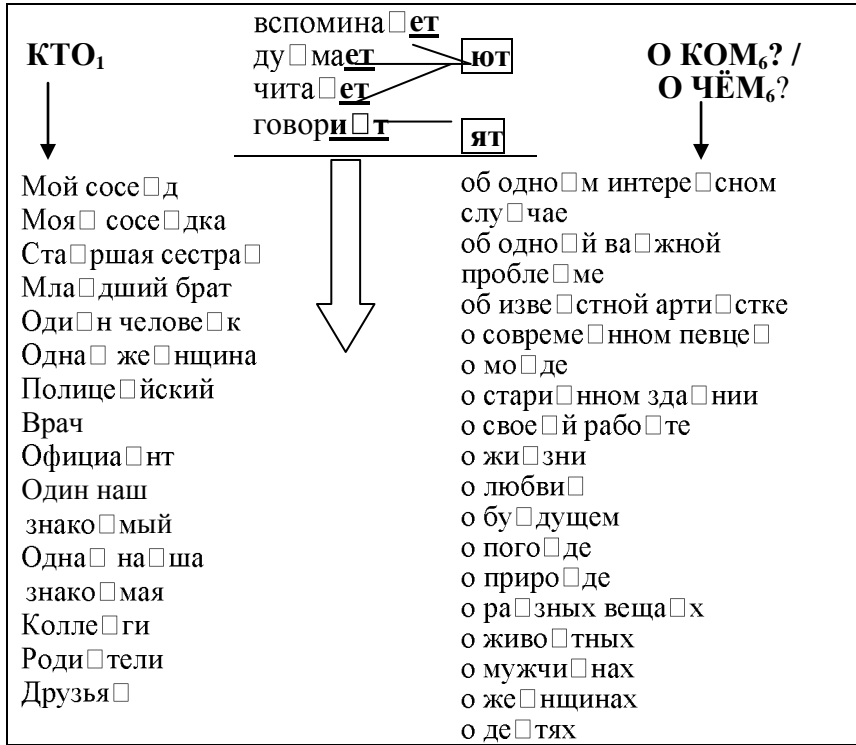 вспомина□ет
ду□мает
чита□ет
говори□т
ют
ят
КТО₁
О КОМ₆? /
О ЧЁМ₆?
Мой сосе□д
Моя□ сосе□дка
Ста□ршая сестра□
Мла□дший брат
Оди□н челове□к
Одна□ же□нщина
Полице□йский
Врач
Официа□нт
Один наш
знако□мый
Одна□ на□ша
знако□мая
Колле□ги
Роди□тели
Друзья□
об одно□м интере□сном
слу□чае
об одно□й ва□жной
пробле□ме
об изве□стной арти□стке
о совреме□нном певце□
о мо□де
о стари□нном зда□нии
о свое□й рабо□те
о жи□зни
о любви□
о бу□дущем
о пого□де
о приро□де
о ра□зных веща□х
о живо□тных
о мужчи□нах
о же□нщинах
о де□тях